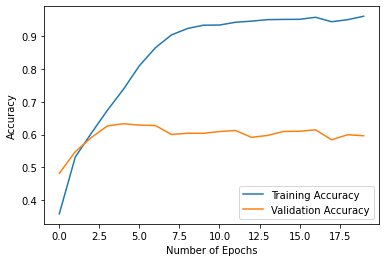 0.9
0.8
0.7
0.6
0.5
0.4
Accuracy
Training Accuracy
Validation Accuracy
0.0 2.5 5.0 7.5 10.0 12.5 15.0 17.5
Number of Epochs